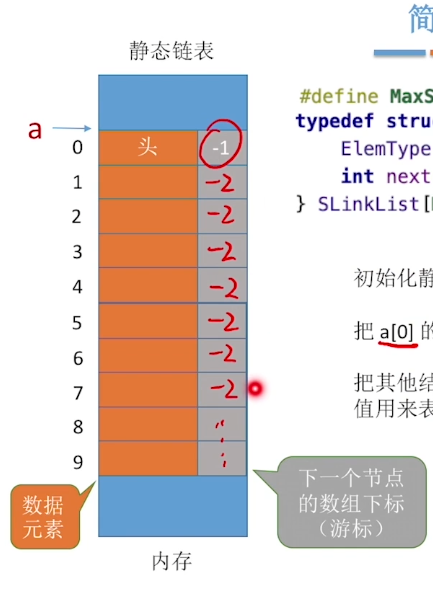 简
静态链表
#define MaxS
typedef stru
ElemType
int next
} SLinkList[
a
0 头 -1
1 -2
2 -2
3 -2
4 -2
5 -2
6 -2
7 -2
8 "
9
初始化静
把 a[0] 的
把其他结
值用来表
数据
元素
下一个节点
的数组下标
（游标）
内存